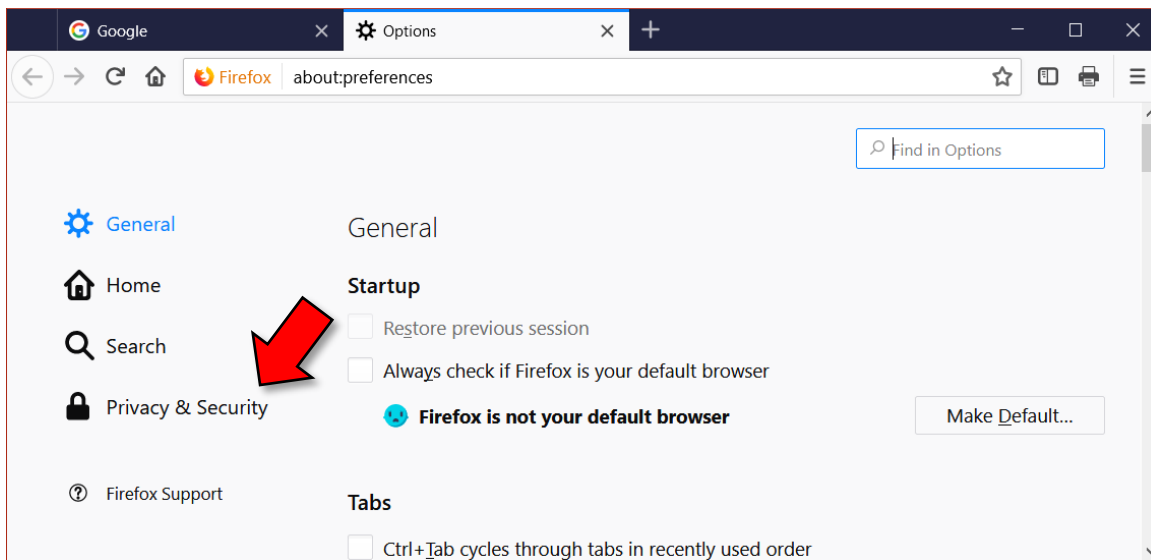 Google
Options
Firefox
about:preferences
Find in Options
General
Home
Search
Privacy & Security
Firefox Support
General
Startup
Restore previous session
Always check if Firefox is your default browser
Firefox is not your default browser
Make Default...
Tabs
Ctrl+Tab cycles through tabs in recently used order